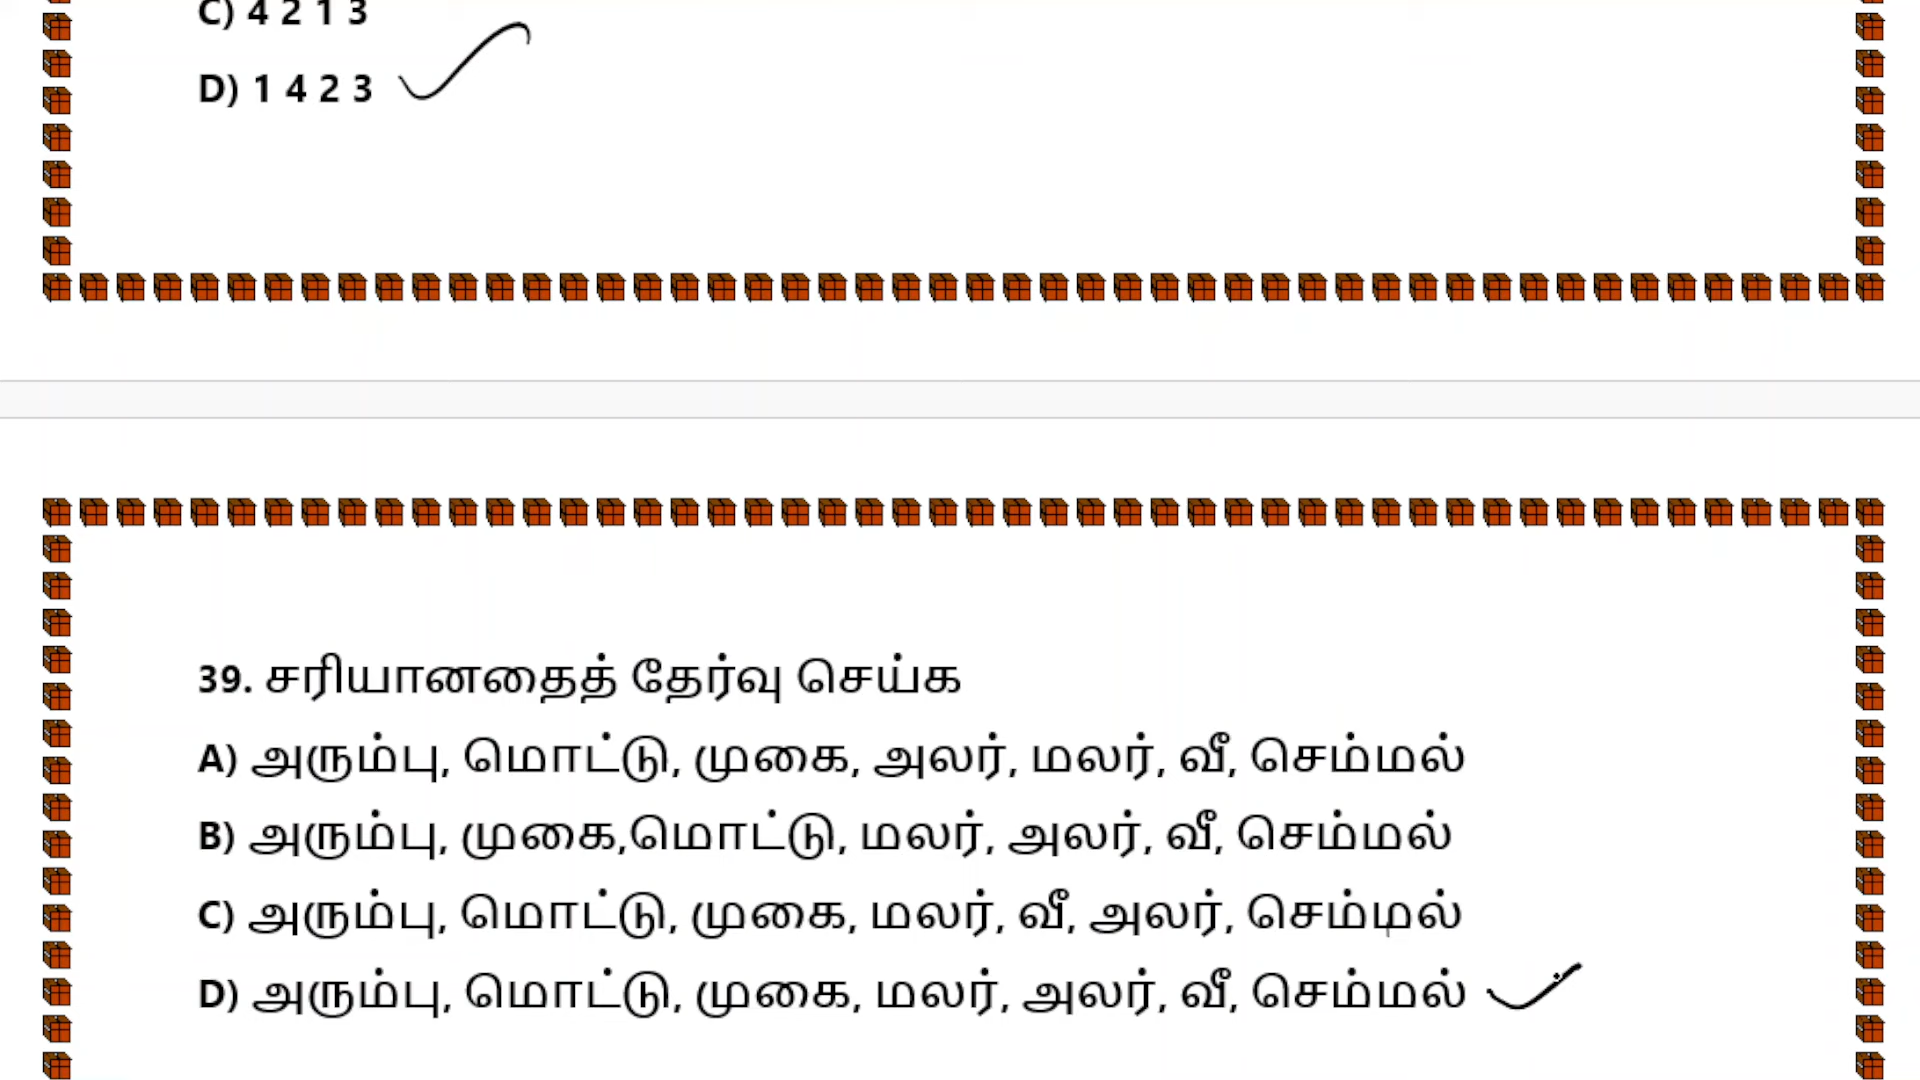 C) 4 2 1 3
D) 1 4 2 3
39. சரியானதைத் தேர்வு செய்க
A) அரும்பு, மொட்டு, முகை, அலர், மலர், வீ, செம்மல்
B) அரும்பு, முகை,மொட்டு, மலர், அலர், வீ, செம்மல்
C) அரும்பு, மொட்டு, முகை, மலர், வீ, அலர், செம்மல்
D) அரும்பு, மொட்டு, முகை, மலர், அலர், வீ, செம்மல்